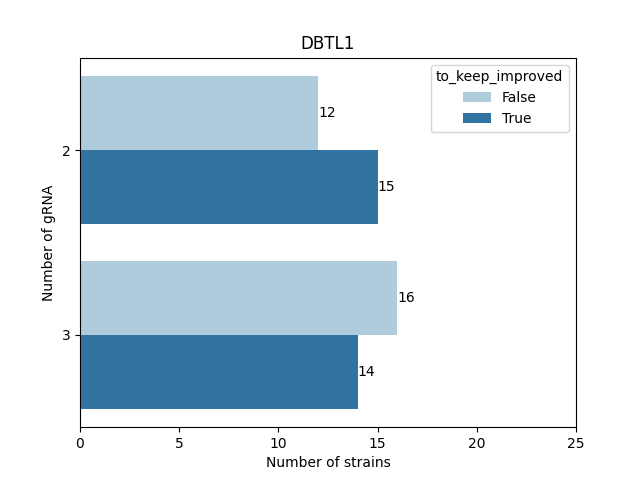 DBTL1
to_keep_improved
False
True
12
2
15
Number of gRNA
16
3
14
0 5 10 15 20 25
Number of strains